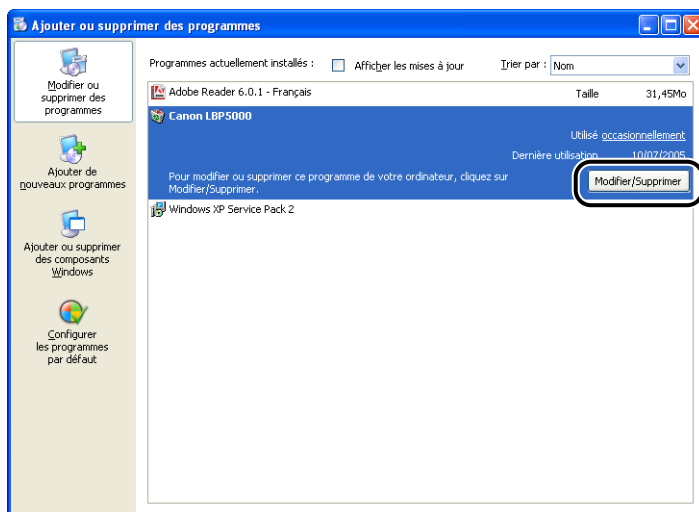 Ajouter ou supprimer des programmes
Modifier ou
supprimer des
programmes
Ajouter de
nouveaux programmes
Ajouter ou supprimer
des composants
Windows
Configurer
les programmes
par défaut
Programmes actuellement installés :
Afficher les mises à jour
Trier par :
Nom
Adobe Reader 6.0.1 - Français
Taille
31,45Mo
Canon LBP5000
Utilisé occasionnellement
Dernière utilisation 10/07/2005
Pour modifier ou supprimer ce programme de votre ordinateur, cliquez sur
Modifier/Supprimer.
Modifier/Supprimer
Windows XP Service Pack 2